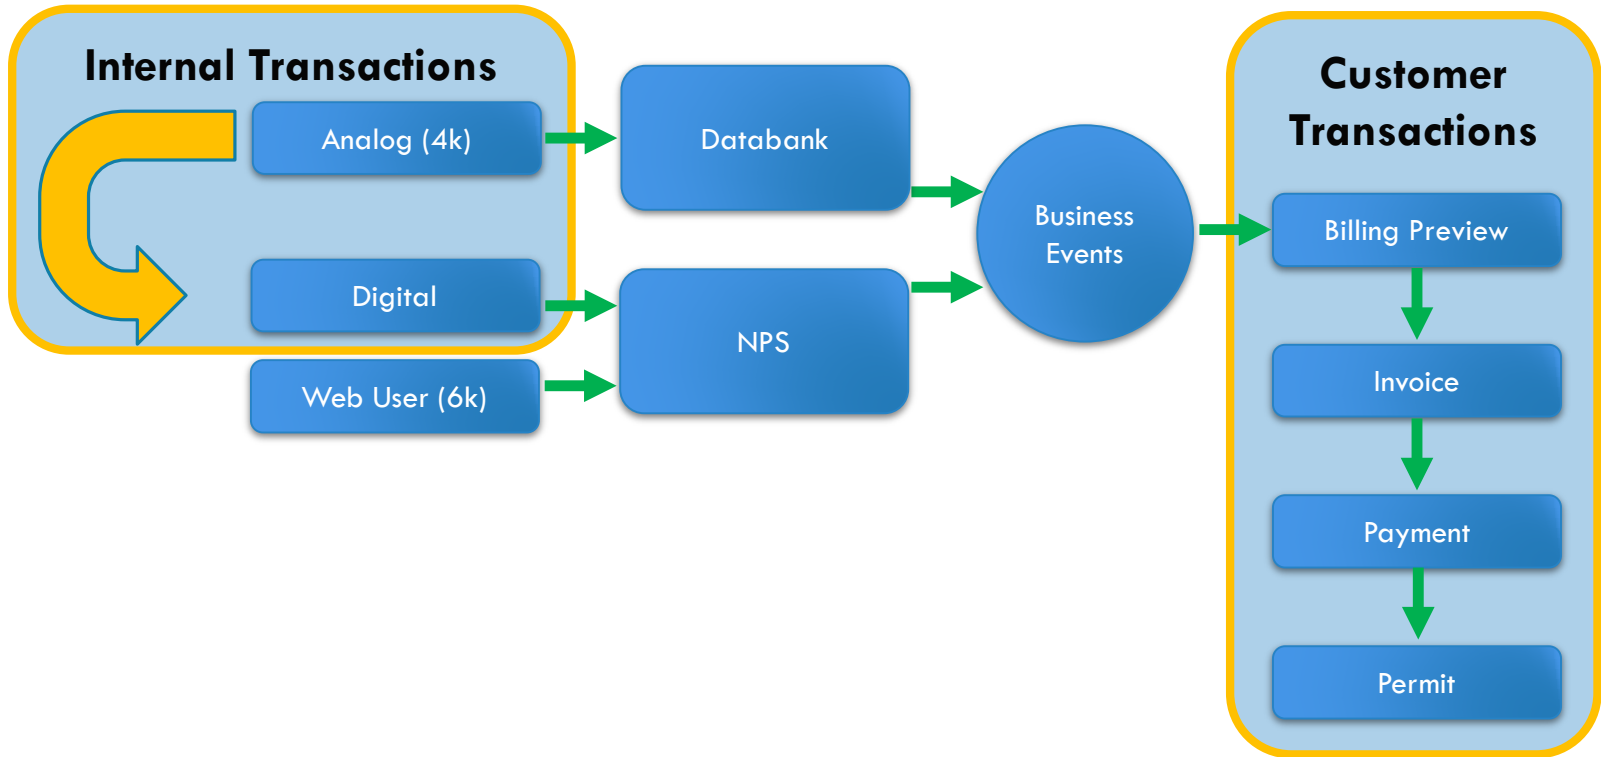 Internal Transactions
Analog (4k)
Digital
Web User (6k)
Databank
NPS
Business
Events
Customer
Transactions
Billing Preview
Invoice
Payment
Permit